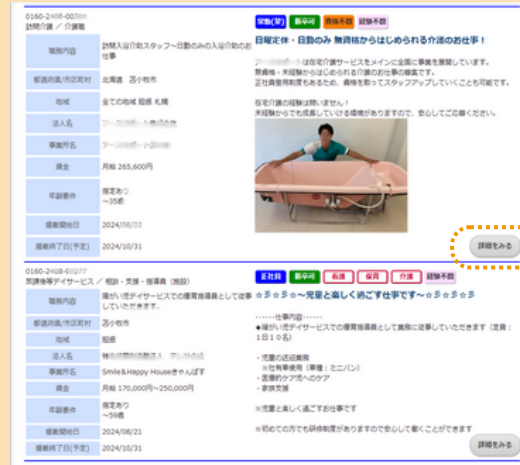 訪問介護 / 介護職
常勤(契) 新卒可 資格不問 経験不問
日曜定休・日勤のみ 無資格からはじめられる介護のお仕事！
職務内容 訪問入浴介助スタッフ～日勤のみの入浴介助のお仕事
は在宅介護サービスをメインに全国に事業を展開しています。
無資格・未経験からはじめられる介護のお仕事の募集です。
正社員登用制度もあるため、資格を取ってステップアップしていくことも可能です。
在宅介護の経験は問いません！
未経験からでも成長していける環境がありますので、安心してご応募ください。
都道府県/市区町村 北海道 苫小牧市
地域 全ての地域 胆振 札幌
法人名
事業所名
賃金 月給 265,600円
年齢要件 指定あり
～35歳
掲載開始日 2024/
掲載終了日(予定) 2024/10/31
詳細をみる
放課後等デイサービス / 相談・支援・指導員（施設）
正社員 新卒可 看護 保育 介護 経験不問
☆彡彡☆～児童と楽しく過ごす仕事です～☆彡☆彡彡
職務内容 障がい児デイサービスでの療育指導員として従事していただきます.
‥‥‥仕事内容‥‥‥
◆障がい児デイサービスでの療育指導員として業務に従事していただきます（定員：1日10名）
・児童の送迎業務
※社有車使用（車種：ミニバン）
・医療的ケア児へのケア
・家族支援
※児童と楽しく過ごすお仕事です
※初めての方でも研修制度がありますので安心して働くことができます
都道府県/市区町村 苫小牧市
地域 胆振
法人名
事業所名 Smile&Happy Houseきゃんばす
賃金 月給 170,000円～250,000円
年齢要件 指定あり
～59歳
掲載開始日 2024/08/21
掲載終了日(予定) 2024/10/31
詳細をみる